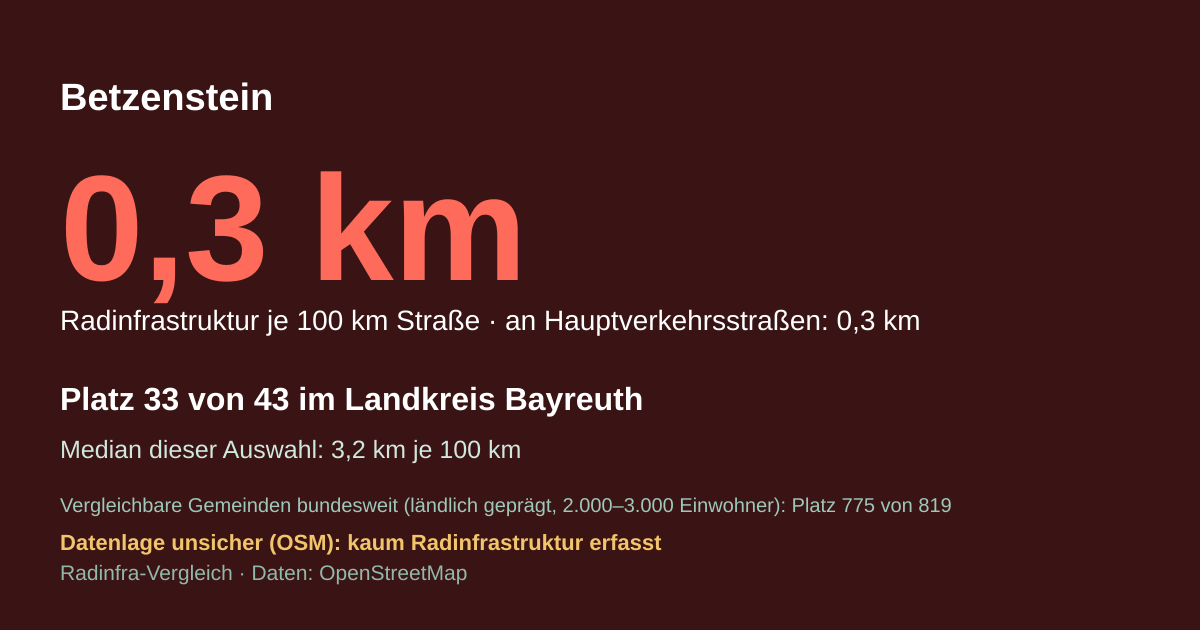 Betzenstein
0,3 km
Radinfrastruktur je 100 km Straße · an Hauptverkehrsstraßen: 0,3 km
Platz 33 von 43 im Landkreis Bayreuth
Median dieser Auswahl: 3,2 km je 100 km
Vergleichbare Gemeinden bundesweit (ländlich geprägt, 2.000–3.000 Einwohner): Platz 775 von 819
Datenlage unsicher (OSM): kaum Radinfrastruktur erfasst
Radinfra-Vergleich · Daten: OpenStreetMap